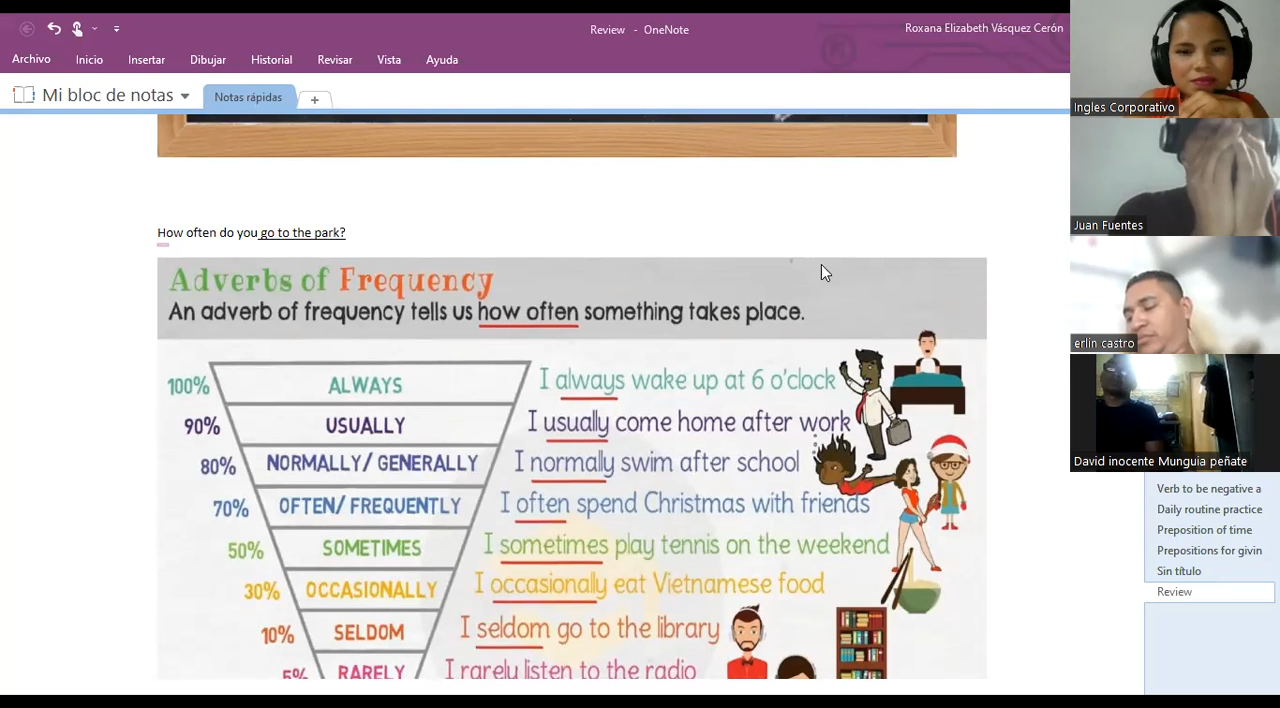 Review - OneNote
Roxana Elizabeth Vásquez Cerón
Archivo Inicio Insertar Dibujar Historial Revisar Vista Ayuda
Mi bloc de notas
Notas rápidas
+
How often do you go to the park?
Adverbs of Frequency
An adverb of frequency tells us how often something takes place.
100% ALWAYS I always wake up at 6 o'clock
90% USUALLY I usually come home after work
80% NORMALLY/ GENERALLY I normally swim after school
70% OFTEN/ FREQUENTLY I often spend Christmas with friends
50% SOMETIMES I sometimes play tennis on the weekend
30% OCCASIONALLY I occasionally eat Vietnamese food
10% SELDOM I seldom go to the library
5% RARELY I rarely listen to the radio
Ingles Corporativo
Juan Fuentes
erlin castro
David inocente Munguia peñate
Verb to be negative a
Daily routine practice
Preposition of time
Prepositions for givin
Sin título
Review